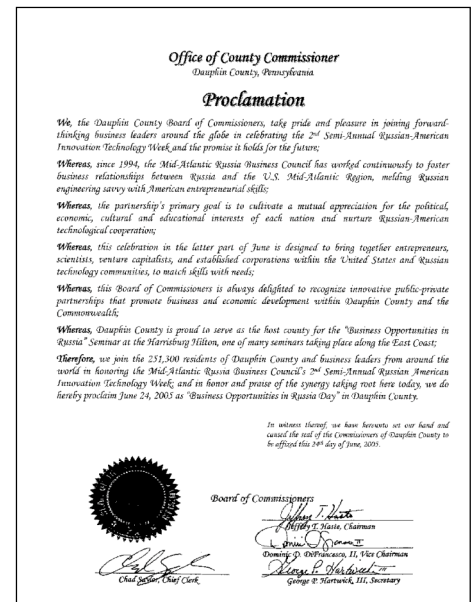 Office of County Commissioner
Dauphin County, Pennsylvania
Proclamation
We, the Dauphin County Board of Commissioners, take pride and pleasure in joining forward-
thinking business leaders around the globe in celebrating the 2nd Semi-Annual Russian-American
Innovation Technology Week and the promise it holds for the future;
Whereas, since 1994, the Mid-Atlantic Russia Business Council has worked continuously to foster
business relationships between Russia and the U.S. Mid-Atlantic Region, melding Russian
engineering savvy with American entrepreneurial skills;
Whereas, the partnership's primary goal is to cultivate a mutual appreciation for the political,
economic, cultural and educational interests of each nation and nurture Russian-American
technological cooperation;
Whereas, this celebration in the latter part of June is designed to bring together entrepreneurs,
scientists, venture capitalists, and established corporations within the United States and Russian
technology communities, to match skills with needs;
Whereas, this Board of Commissioners is always delighted to recognize innovative public-private
partnerships that promote business and economic development within Dauphin County and the
Commonwealth;
Whereas, Dauphin County is proud to serve as the host county for the "Business Opportunities in
Russia" Seminar at the Harrisburg Hilton, one of many seminars taking place along the East Coast;
Therefore, we join the 251,300 residents of Dauphin County and business leaders from around the
world in honoring the Mid-Atlantic Russia Business Council's 2nd Semi-Annual Russian American
Innovation Technology Week; and in honor and praise of the synergy taking root here today, we do
hereby proclaim June 24, 2005 as "Business Opportunities in Russia Day" in Dauphin County.
In witness thereof, we have hereunto set our hand and
caused the seal of the Commissioners of Dauphin County to
be affixed this 24th day of June, 2005.
Board of Commissioners
Jeffrey T. Haste
Jeffrey T. Haste, Chairman
Dominic D. DiFrancesco, II, Vice Chairman
George P. Hartwick III
Chad Saylor, Chief Clerk
George P. Hartwick, III, Secretary